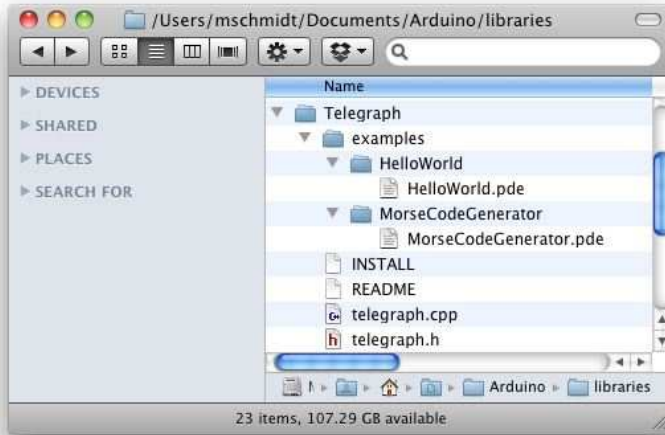 /Users/mschmidt/Documents/Arduino/libraries
Name
DEVICES
SHARED
PLACES
SEARCH FOR
Telegraph
examples
HelloWorld
HelloWorld.pde
MorseCodeGenerator
MorseCodeGenerator.pde
INSTALL
README
telegraph.cpp
telegraph.h
Arduino
libraries
23 items, 107.29 GB available